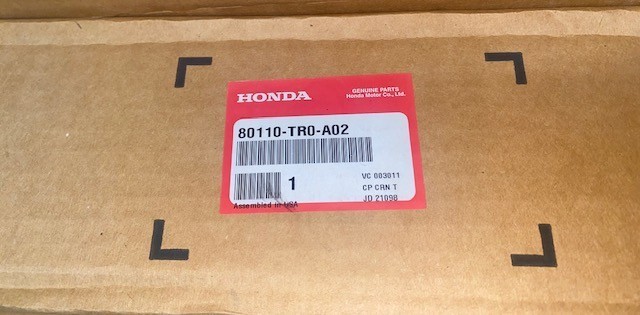 HONDA
GENUINE PARTS
Honda Motor Co., Ltd.
80110-TR0-A02
1
VC 003011
CP CRN T
JD 21098
Assembled in USA